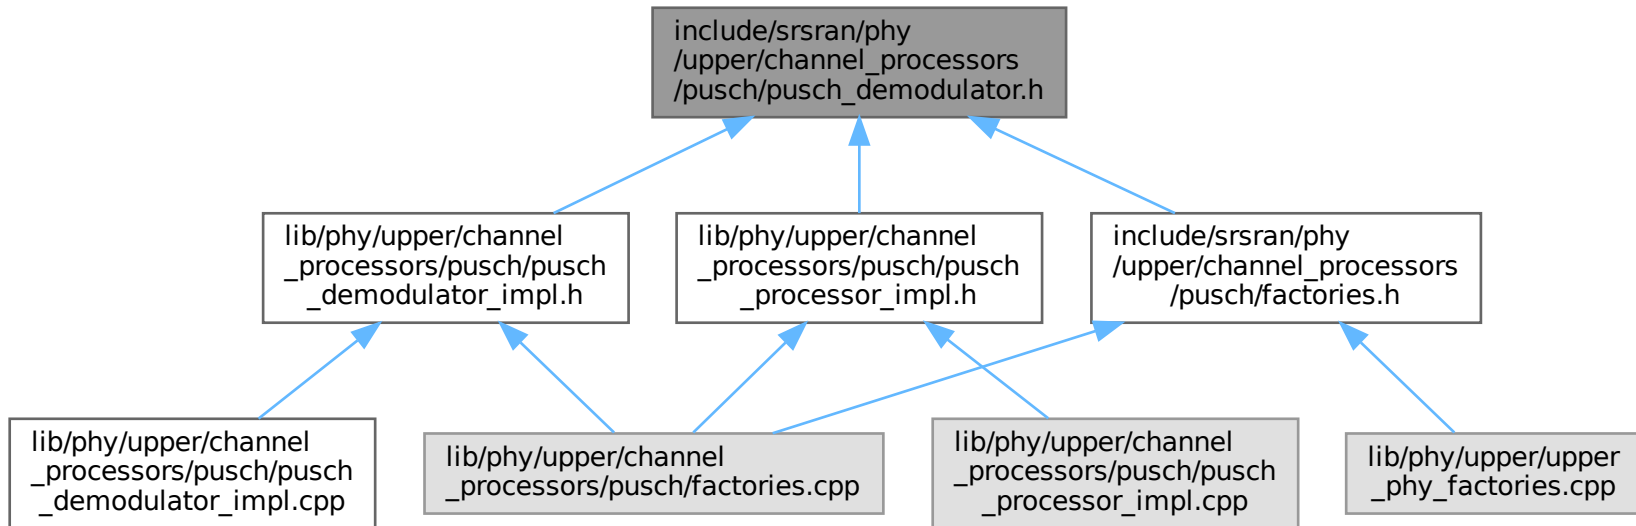 include/srsran/phy
/upper/channel_processors
/pusch/pusch_demodulator.h
lib/phy/upper/channel
_processors/pusch/pusch
_demodulator_impl.h
lib/phy/upper/channel
_processors/pusch/pusch
_processor_impl.h
include/srsran/phy
/upper/channel_processors
/pusch/factories.h
lib/phy/upper/channel
_processors/pusch/pusch
_demodulator_impl.cpp
lib/phy/upper/channel
_processors/pusch/factories.cpp
lib/phy/upper/channel
_processors/pusch/pusch
_processor_impl.cpp
lib/phy/upper/upper
_phy_factories.cpp